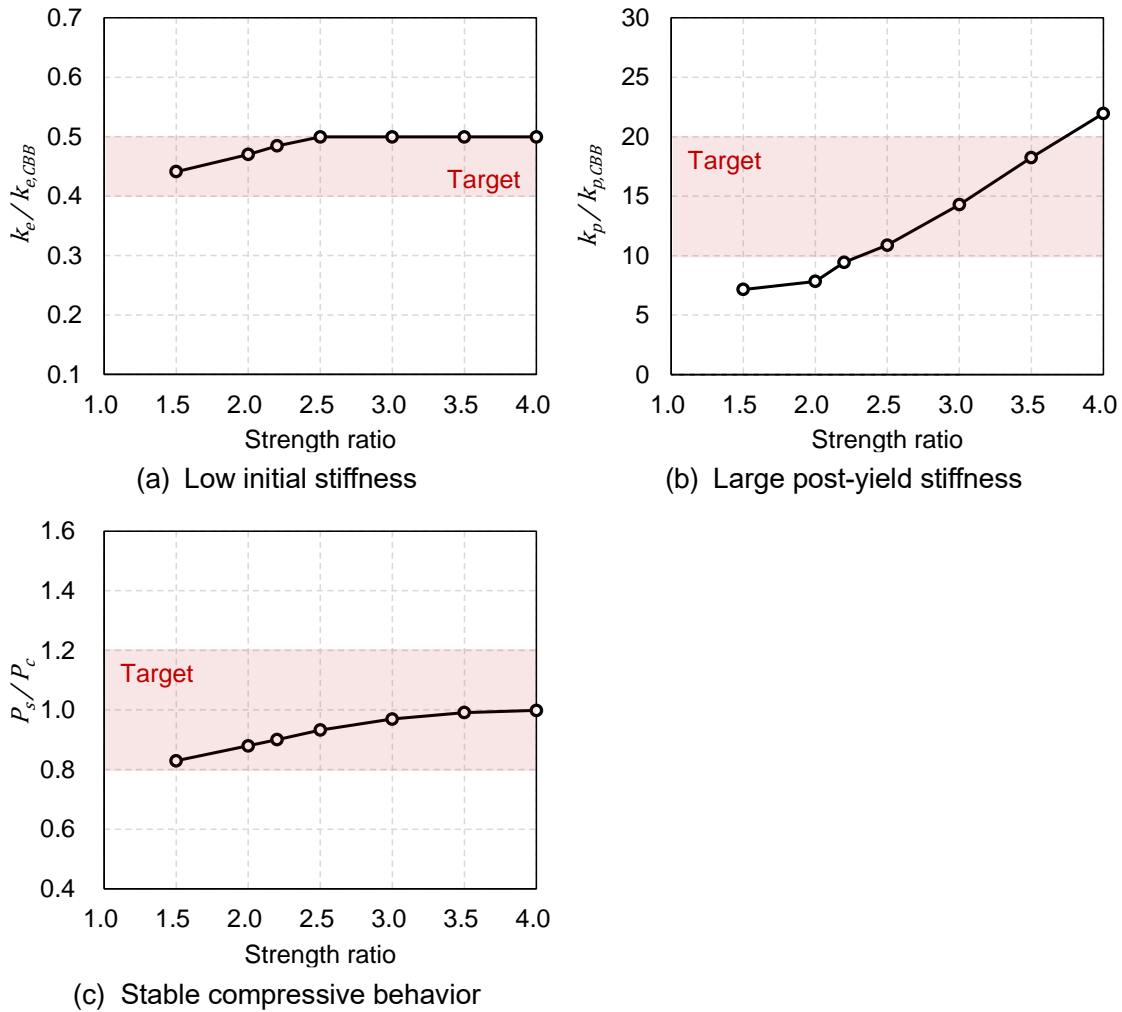 0.7
0.6
0.5
0.4
0.3
0.2
0.1
k_e / k_{e,CBB}
Target
1.0 1.5 2.0 2.5 3.0 3.5 4.0
Strength ratio
(a) Low initial stiffness
30
25
20
15
10
5
0
k_p / k_{p,CBB}
Target
1.0 1.5 2.0 2.5 3.0 3.5 4.0
Strength ratio
(b) Large post-yield stiffness
1.6
1.4
1.2
1.0
0.8
0.6
0.4
P_s / P_c
Target
1.0 1.5 2.0 2.5 3.0 3.5 4.0
Strength ratio
(c) Stable compressive behavior